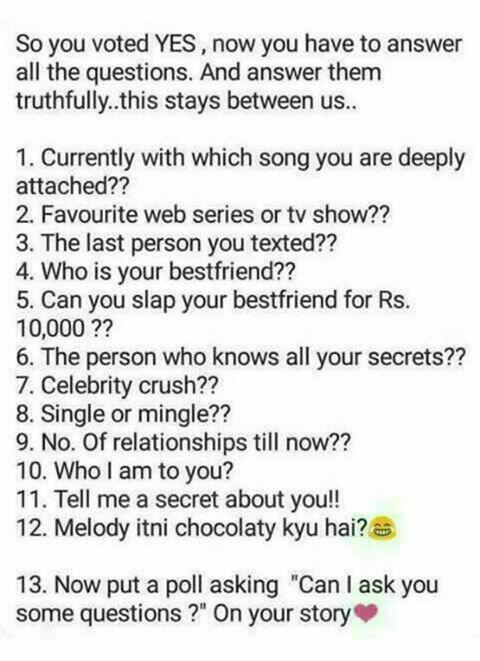 So you voted YES , now you have to answer
all the questions. And answer them
truthfully..this stays between us..
1. Currently with which song you are deeply
attached??
2. Favourite web series or tv show??
3. The last person you texted??
4. Who is your bestfriend??
5. Can you slap your bestfriend for Rs.
10,000 ??
6. The person who knows all your secrets??
7. Celebrity crush??
8. Single or mingle??
9. No. Of relationships till now??
10. Who I am to you?
11. Tell me a secret about you!!
12. Melody itni chocolaty kyu hai?😂
13. Now put a poll asking "Can I ask you
some questions ?" On your story❤